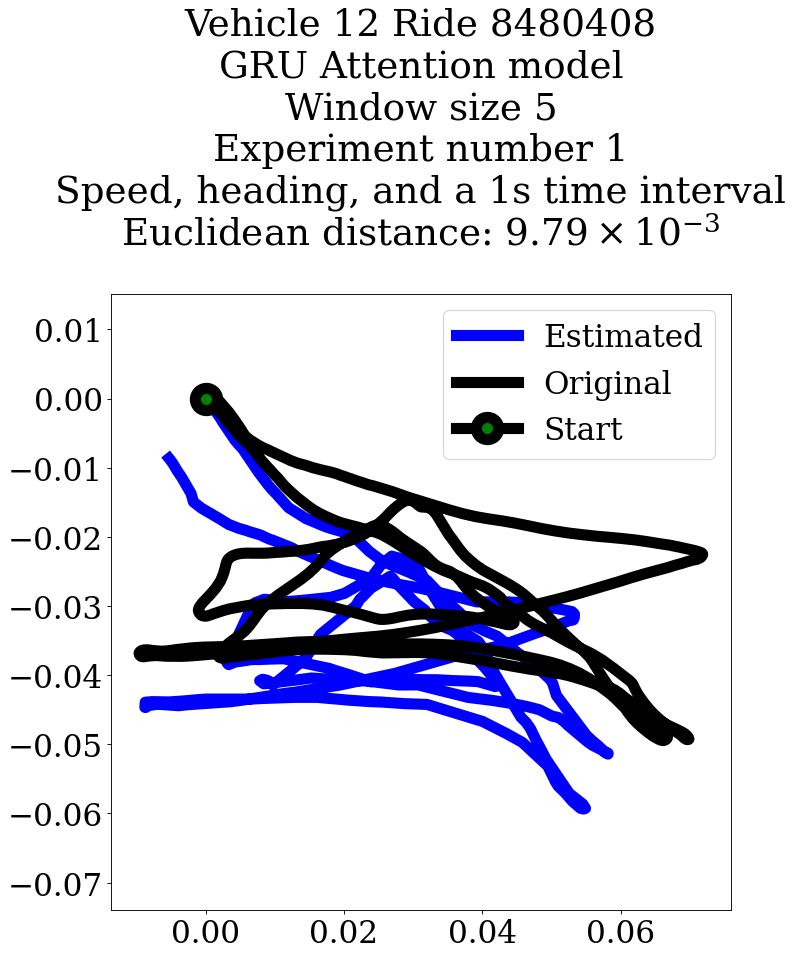 Vehicle 12 Ride 8480408
GRU Attention model
Window size 5
Experiment number 1
Speed, heading, and a 1s time interval
Euclidean distance: 9.79 × 10⁻³
Estimated
Original
Start
0.01
0.00
−0.01
−0.02
−0.03
−0.04
−0.05
−0.06
−0.07
0.00 0.02 0.04 0.06